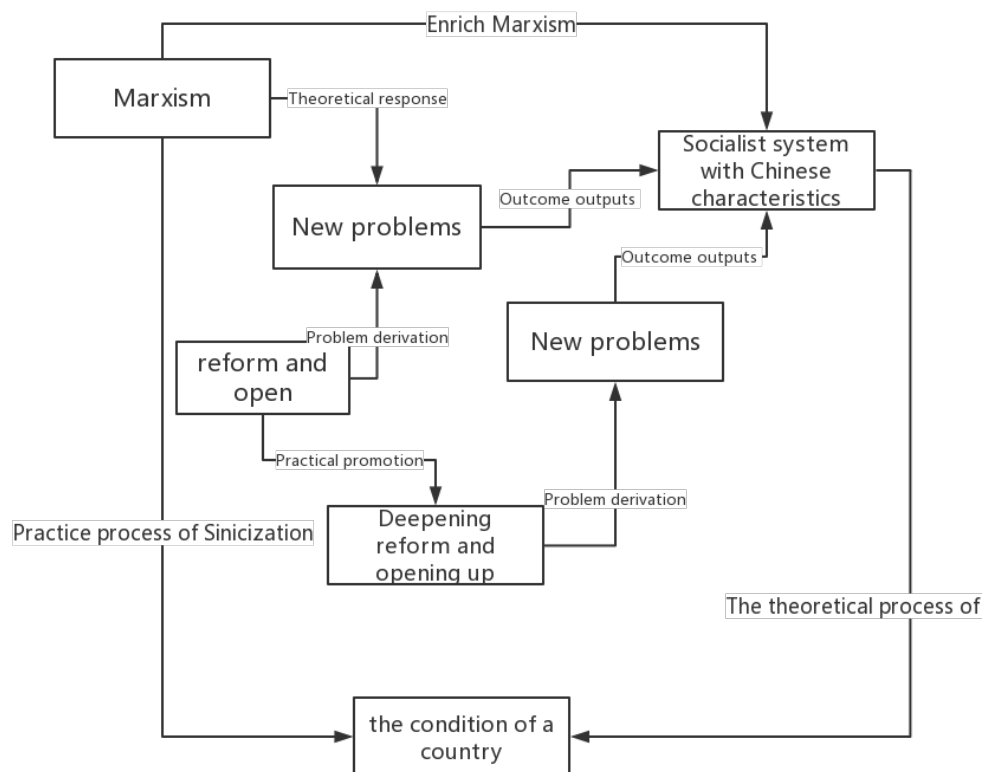 Enrich Marxism
Marxism
Theoretical response
Socialist system
with Chinese
characteristics
Outcome outputs
New problems
Outcome outputs
Problem derivation
New problems
reform and
open
Practical promotion
Problem derivation
Deepening
reform and
opening up
Practice process of Sinicization
The theoretical process of
the condition of a
country